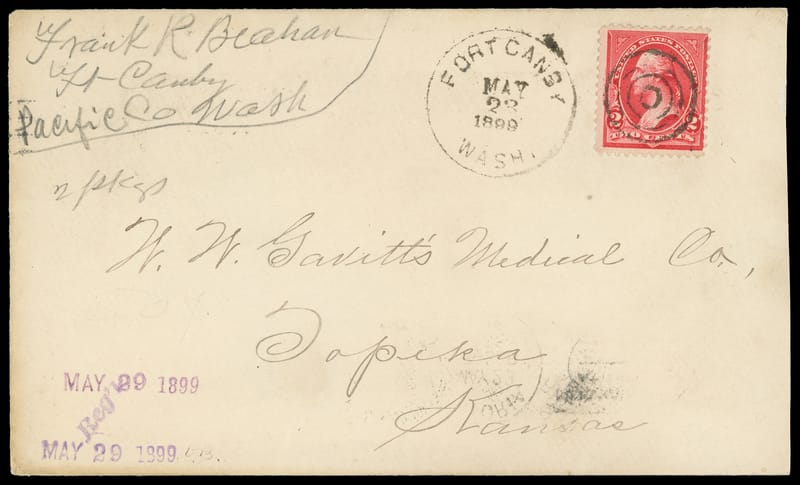 Frank R. Beahan
Ft Canby
Pacific Co Wash
2 pkgs
FORT CANBY
MAY
23
1899
WASH.
UNITED STATES POSTAGE
2 2
TWO CENTS
W. W. Gavitt's Medical Co.,
Topeka
Kansas
MAY 29 1899
Reg'd
MAY 29 1899